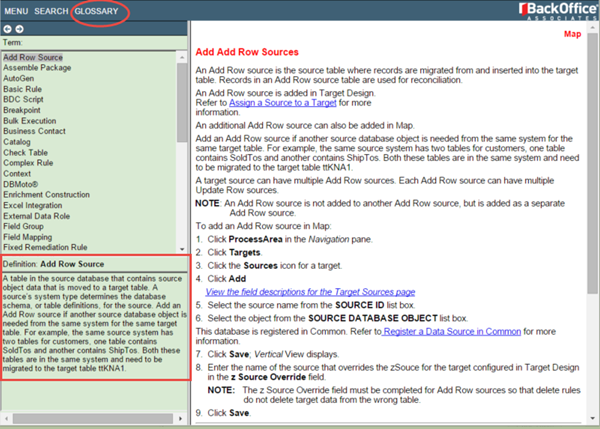 MENU SEARCH GLOSSARY
BackOffice
ASSOCIATES
Term:
Add Row Source
Assemble Package
AutoGen
Basic Rule
BDC Script
Breakpoint
Bulk Execution
Business Contact
Catalog
Check Table
Complex Rule
Context
DBMoto®
Enrichment Construction
Excel Integration
External Data Role
Field Group
Field Mapping
Fixed Remediation Rule
Definition: Add Row Source
A table in the source database that contains source
object data that is moved to a target table. A
source's system type determines the database
schema, or table definitions, for the source. Add an
Add Row source if another source database object is
needed from the same system for the same target
table. For example, the same source system has
two tables for customers, one table contains
SoldTos and another contains ShipTos. Both these
tables are in the same system and need to be
migrated to the target table ttKNA1.
Map
Add Add Row Sources
An Add Row source is the source table where records are migrated from and inserted into the target
table. Records in an Add Row source table are used for reconciliation.
An Add Row source is added in Target Design.
Refer to Assign a Source to a Target for more
information.
An additional Add Row source can also be added in Map.
Add an Add Row source if another source database object is needed from the same system for the
same target table. For example, the same source system has two tables for customers, one table
contains SoldTos and another contains ShipTos. Both these tables are in the same system and need
to be migrated to the target table ttKNA1.
A target source can have multiple Add Row sources. Each Add Row source can have multiple
Update Row sources.
NOTE: An Add Row source is not added to another Add Row source, but is added as a separate
Add Row source.
To add an Add Row source in Map:
1. Click ProcessArea in the Navigation pane.
2. Click Targets.
3. Click the Sources icon for a target.
4. Click Add
View the field descriptions for the Target Sources page
5. Select the source name from the SOURCE ID list box.
6. Select the object from the SOURCE DATABASE OBJECT list box.
This database is registered in Common. Refer to Register a Data Source in Common for more
information.
7. Click Save; Vertical View displays.
8. Enter the name of the source that overrides the zSouce for the target configured in Target Design
in the z Source Override field.
NOTE: The z Source Override field must be completed for Add Row sources so that delete rules
do not delete target data from the wrong table.
9. Click Save.